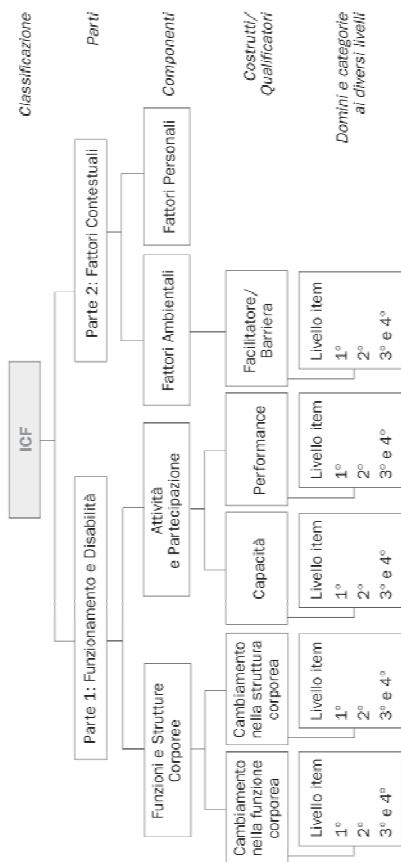 Classificazione
ICF
Parti
Parte 1: Funzionamento e Disabilità
Parte 2: Fattori Contestuali
Componenti
Funzioni e Strutture
Corporee
Attività
e Partecipazione
Fattori Ambientali
Fattori Personali
Costrutti/
Qualificatori
Cambiamento
nella funzione
corporea
Cambiamento
nella struttura
corporea
Capacità
Performance
Facilitatore/
Barriera
Domini e categorie
ai diversi livelli
Livello item
1°
2°
3° e 4°
Livello item
1°
2°
3° e 4°
Livello item
1°
2°
3° e 4°
Livello item
1°
2°
3° e 4°
Livello item
1°
2°
3° e 4°